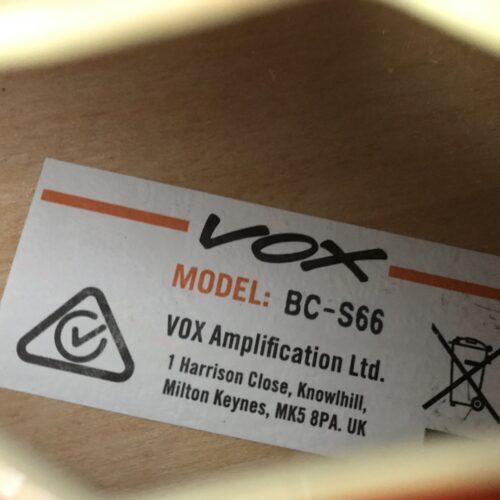 VOX
MODEL: BC-S66
VOX Amplification Ltd.
1 Harrison Close, Knowlhill,
Milton Keynes, MK5 8PA. UK